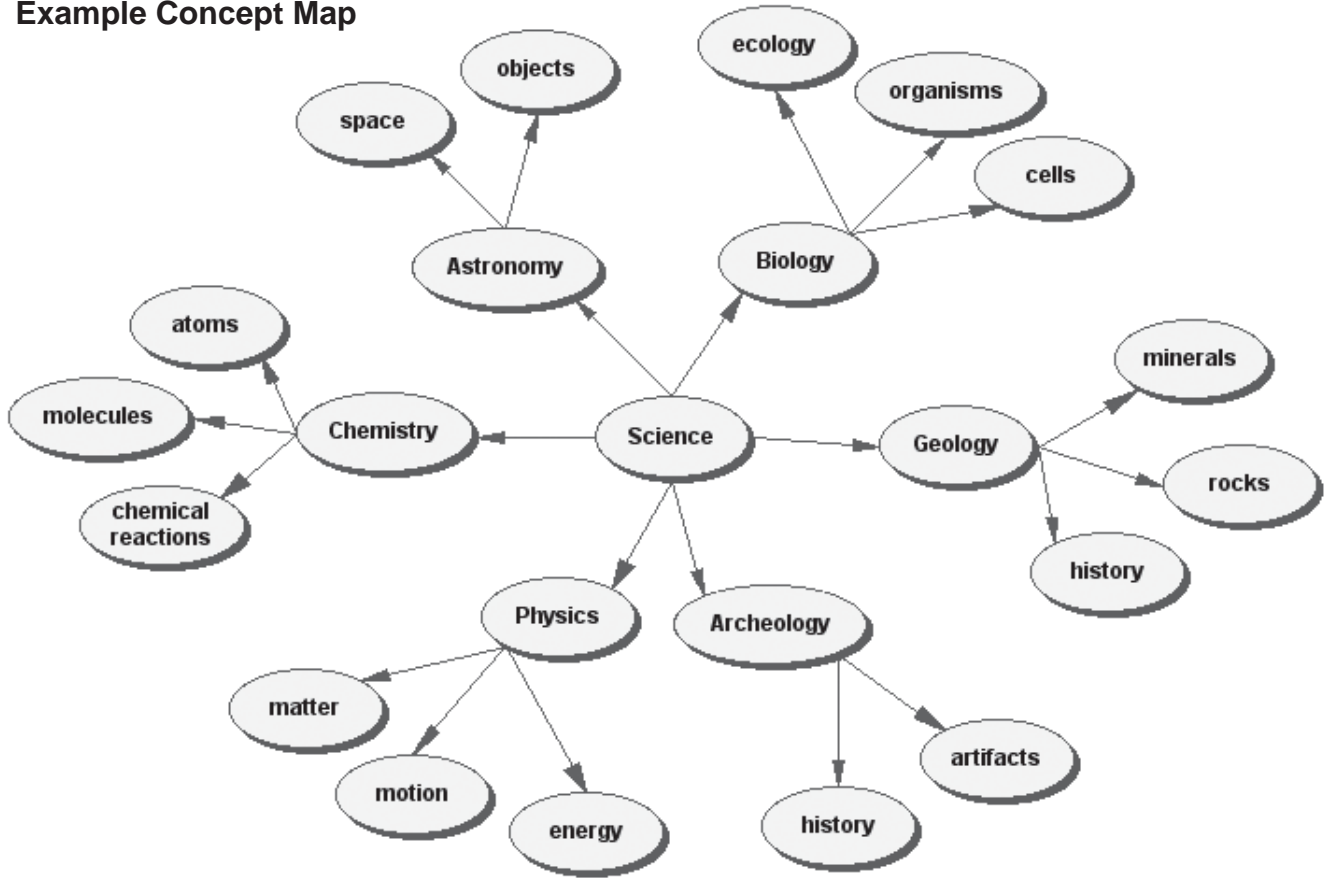 Example Concept Map
ecology
objects
organisms
space
cells
Biology
Astronomy
atoms
minerals
molecules
Chemistry
Science
Geology
rocks
chemical
reactions
history
Physics
Archeology
matter
artifacts
motion
energy
history